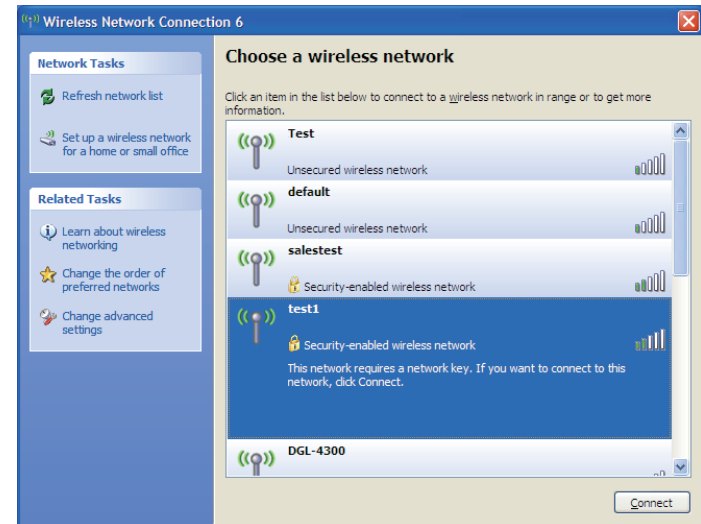 Wireless Network Connection 6
Network Tasks
Refresh network list
Set up a wireless network
for a home or small office
Related Tasks
Learn about wireless
networking
Change the order of
preferred networks
Change advanced
settings
Choose a wireless network
Click an item in the list below to connect to a wireless network in range or to get more
information.
Test
Unsecured wireless network
default
Unsecured wireless network
salestest
Security-enabled wireless network
test1
Security-enabled wireless network
This network requires a network key. If you want to connect to this
network, click Connect.
DGL-4300
Connect